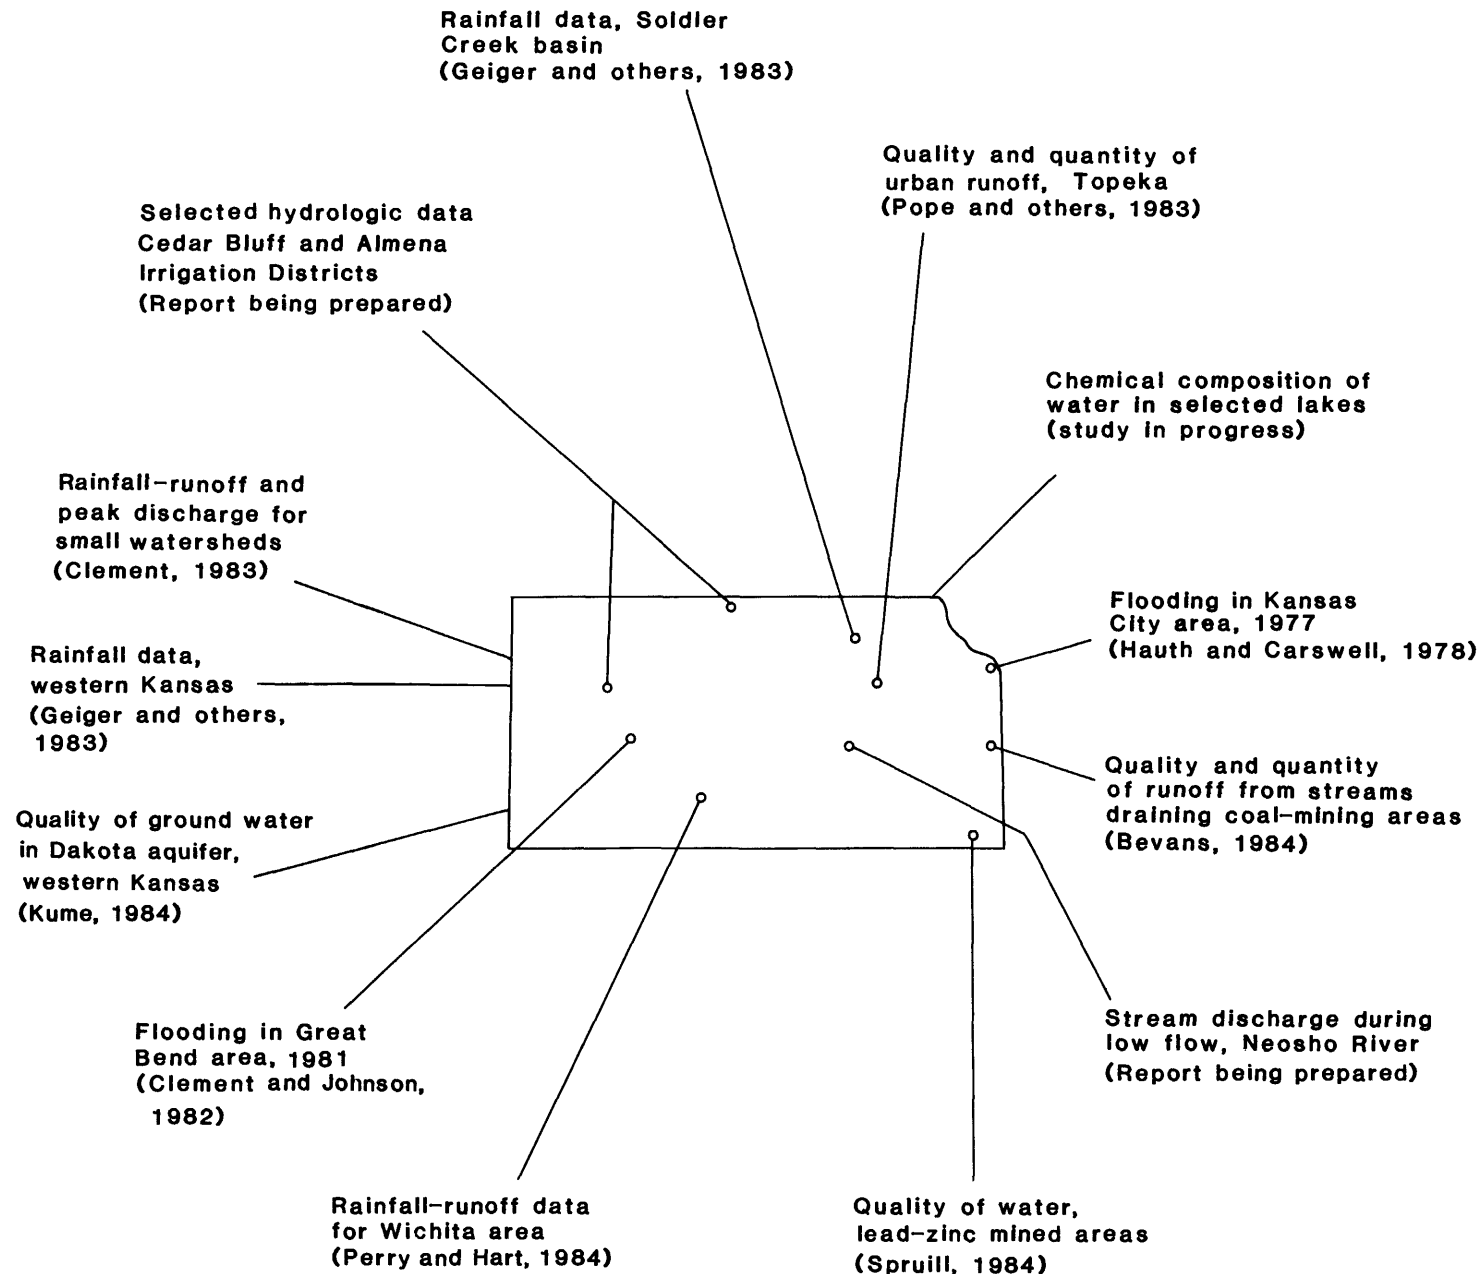 Rainfall data, Soldier
Creek basin
(Geiger and others, 1983)
Quality and quantity of
urban runoff, Topeka
(Pope and others, 1983)
Selected hydrologic data
Cedar Bluff and Almena
Irrigation Districts
(Report being prepared)
Chemical composition of
water in selected lakes
(study in progress)
Rainfall-runoff and
peak discharge for
small watersheds
(Clement, 1983)
Flooding in Kansas
City area, 1977
(Hauth and Carswell, 1978)
Rainfall data,
western Kansas
(Geiger and others,
1983)
Quality and quantity
of runoff from streams
draining coal-mining areas
(Bevans, 1984)
Quality of ground water
in Dakota aquifer,
western Kansas
(Kume, 1984)
Flooding in Great
Bend area, 1981
(Clement and Johnson,
1982)
Stream discharge during
low flow, Neosho River
(Report being prepared)
Rainfall-runoff data
for Wichita area
(Perry and Hart, 1984)
Quality of water,
lead-zinc mined areas
(Spruill, 1984)